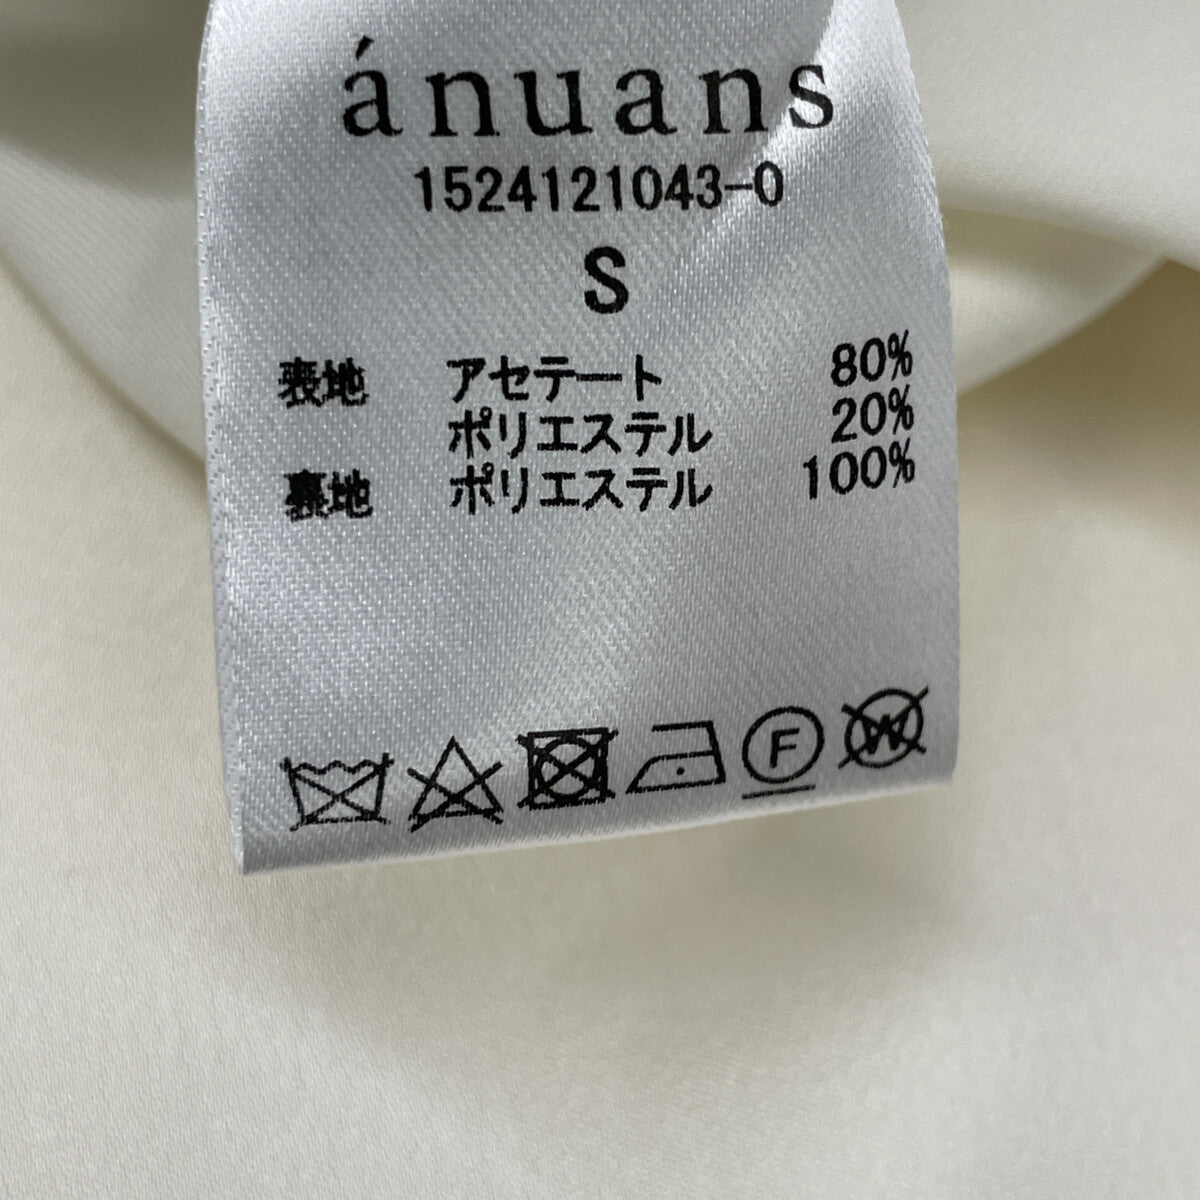 ánuans
1524121043-0
S
表地 アセテート 80%
ポリエステル 20%
裏地 ポリエステル 100%
F
W